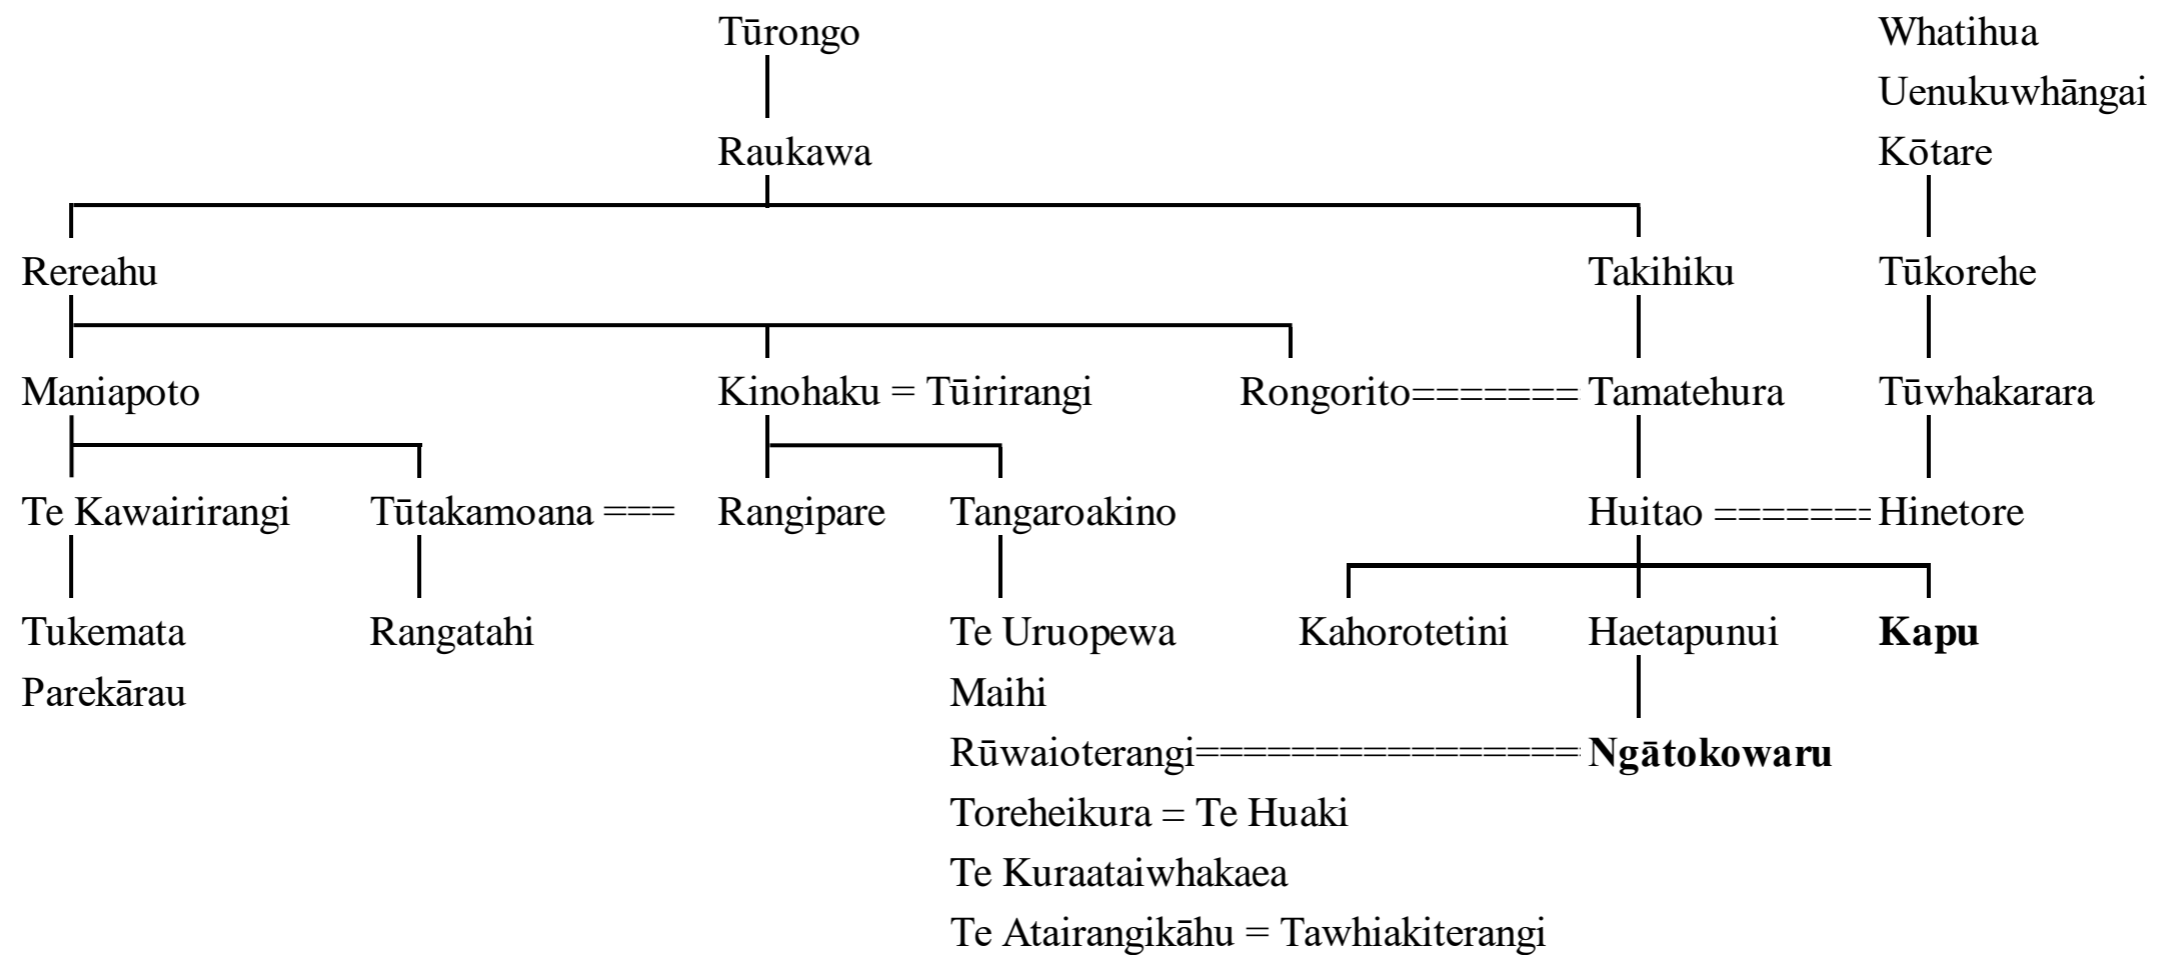 Tūrongo Whatihua
Uenukuwhāngai
Raukawa Kōtare
Rereahu Takihiku Tūkorehe
Maniapoto Kinohaku = Tūirirangi Rongorito======= Tamatehura Tūwhakarara
Te Kawairirangi Tūtakamoana === Rangipare Tangaroakino Huitao ======= Hinetore
Tukemata Rangatahi Te Uruopewa Kahorotetini Haetapunui Kapu
Parekārau Maihi
Rūwaioterangi================ Ngātokowaru
Toreheikura = Te Huaki
Te Kuraataiwhakaea
Te Atairangikāhu = Tawhiakiterangi